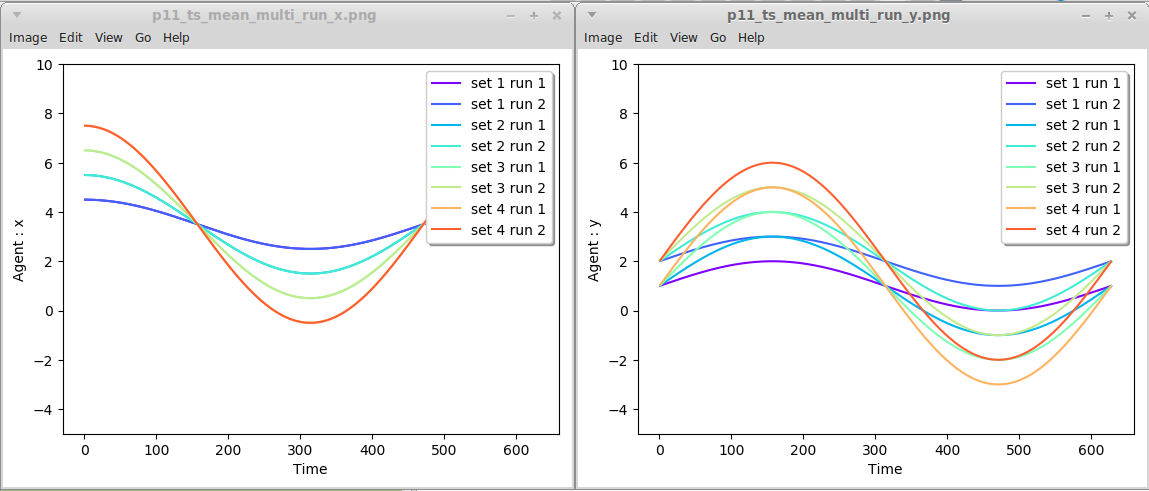 p11_ts_mean_multi_run_x.png
Image Edit View Go Help
10
8
6
4
2
0
−2
−4
Agent : x
0 100 200 300 400 500 600
Time
set 1 run 1
set 1 run 2
set 2 run 1
set 2 run 2
set 3 run 1
set 3 run 2
set 4 run 1
set 4 run 2
p11_ts_mean_multi_run_y.png
Image Edit View Go Help
10
8
6
4
2
0
−2
−4
Agent : y
0 100 200 300 400 500 600
Time
set 1 run 1
set 1 run 2
set 2 run 1
set 2 run 2
set 3 run 1
set 3 run 2
set 4 run 1
set 4 run 2